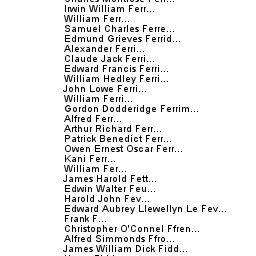 Irwin William Ferr...
William Ferr...
Samuel Charles Ferre...
Edmund Grieves Ferrid...
Alexander Ferri...
Claude Jack Ferri...
Edward Francis Ferri...
William Hedley Ferri...
John Lowe Ferri...
William Ferri...
Gordon Dodderidge Ferrim...
Alfred Ferr...
Arthur Richard Ferr...
Patrick Benedict Ferr...
Owen Ernest Oscar Ferr...
Kani Ferr...
William Fer...
James Harold Fett...
Edwin Walter Feu...
Harold John Fev...
Edward Aubrey Llewellyn Le Fev...
Frank F...
Christopher O'Connel Ffren...
Alfred Simmonds Ffro...
James William Dick Fidd...